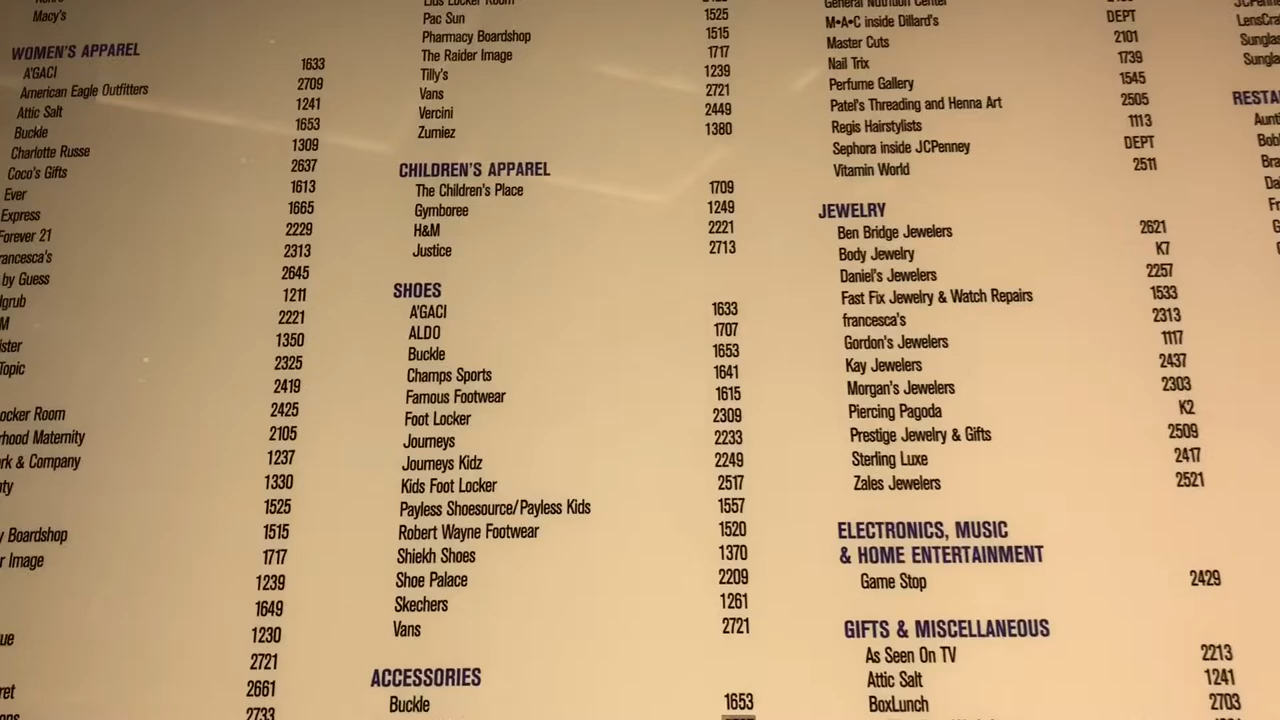 Macy's
WOMEN'S APPAREL
A'GACI 1633
American Eagle Outfitters 2709
Attic Salt 1241
Buckle 1653
Charlotte Russe 1309
Coco's Gifts 2637
Ever 1613
Express 1665
Forever 21 2229
rancesca's 2313
by Guess 2645
lgrub 1211
M 2221
ister 1350
Topic 2325
2419
ocker Room 2425
rhood Maternity 2105
rk & Company 1237
nty 1330
1525
y Boardshop 1515
r Image 1717
1239
1649
ue 1230
2721
ret 2661
2733
Pac Sun 1525
Pharmacy Boardshop 1515
The Raider Image 1717
Tilly's 1239
Vans 2721
Vercini 2449
Zumiez 1380
CHILDREN'S APPAREL
The Children's Place 1709
Gymboree 1249
H&M 2221
Justice 2713
SHOES
A'GACI 1633
ALDO 1707
Buckle 1653
Champs Sports 1641
Famous Footwear 1615
Foot Locker 2309
Journeys 2233
Journeys Kidz 2249
Kids Foot Locker 2517
Payless Shoesource/Payless Kids 1557
Robert Wayne Footwear 1520
Shiekh Shoes 1370
Shoe Palace 2209
Skechers 1261
Vans 2721
ACCESSORIES
Buckle 1653
General Nutrition Center
M•A•C inside Dillard's DEPT
Master Cuts 2101
Nail Trix 1739
Perfume Gallery 1545
Patel's Threading and Henna Art 2505
Regis Hairstylists 1113
Sephora inside JCPenney DEPT
Vitamin World 2511
JEWELRY
Ben Bridge Jewelers 2621
Body Jewelry K7
Daniel's Jewelers 2257
Fast Fix Jewelry & Watch Repairs 1533
francesca's 2313
Gordon's Jewelers 1117
Kay Jewelers 2437
Morgan's Jewelers 2303
Piercing Pagoda K2
Prestige Jewelry & Gifts 2509
Sterling Luxe 2417
Zales Jewelers 2521
ELECTRONICS, MUSIC
& HOME ENTERTAINMENT
Game Stop 2429
GIFTS & MISCELLANEOUS
As Seen On TV 2213
Attic Salt 1241
BoxLunch 2703
LensCra
Sungla
Sungla
RESTA
Aunt
Bob
Bra
Da
Fr